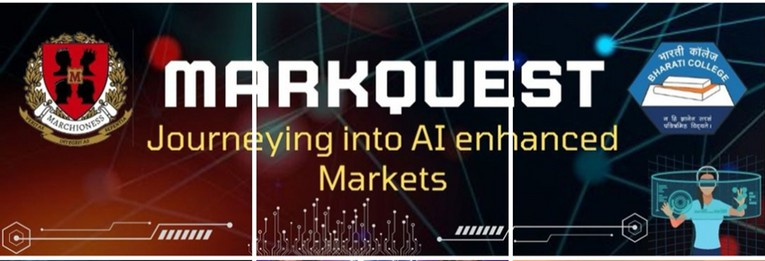 MARKQUEST
Journeying into AI enhanced
Markets
M
MARCHIONESS
भारती कॉलेज
BHARATI COLLEGE